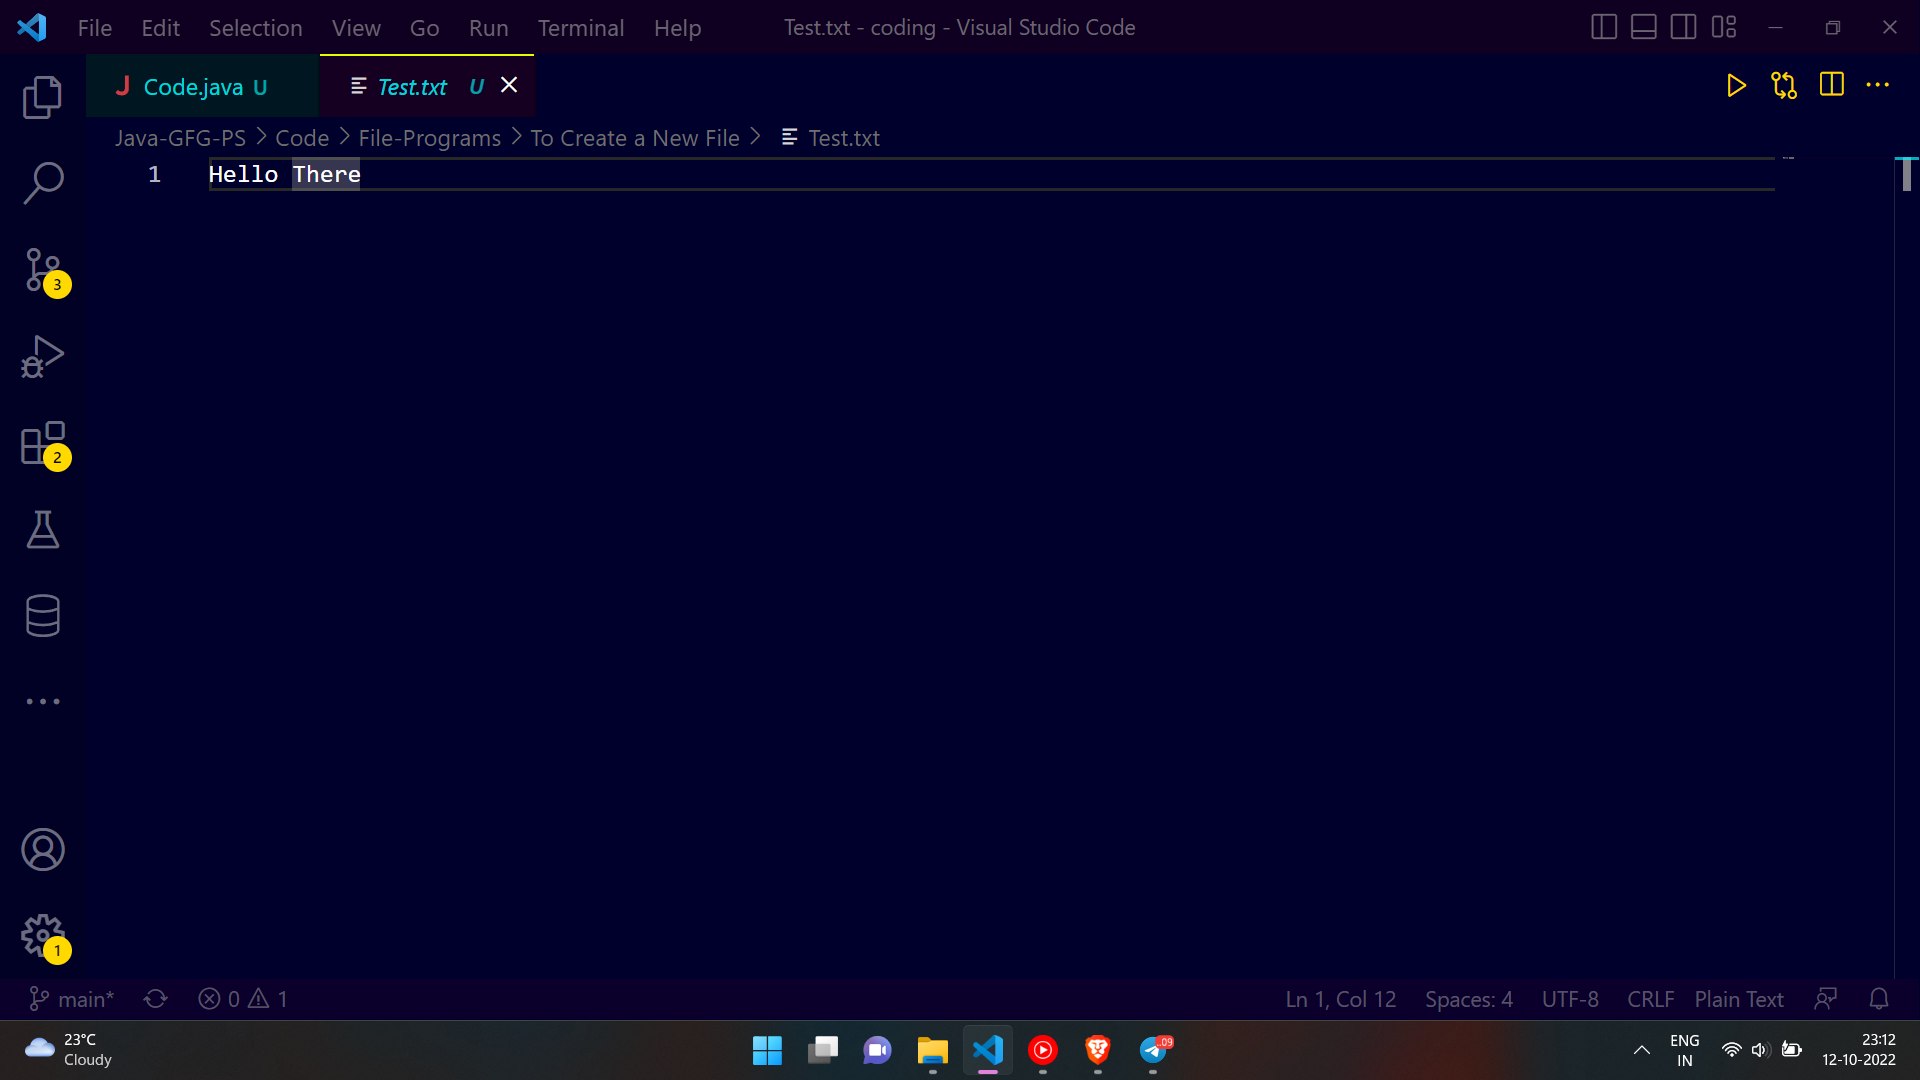 File Edit Selection View Go Run Terminal Help Test.txt - coding - Visual Studio Code
J Code.java U Test.txt U
Java-GFG-PS > Code > File-Programs > To Create a New File > Test.txt
1 Hello There
3
2
1
main* 0 1 Ln 1, Col 12 Spaces: 4 UTF-8 CRLF Plain Text
23°C
Cloudy
..09
ENG
IN
23:12
12-10-2022